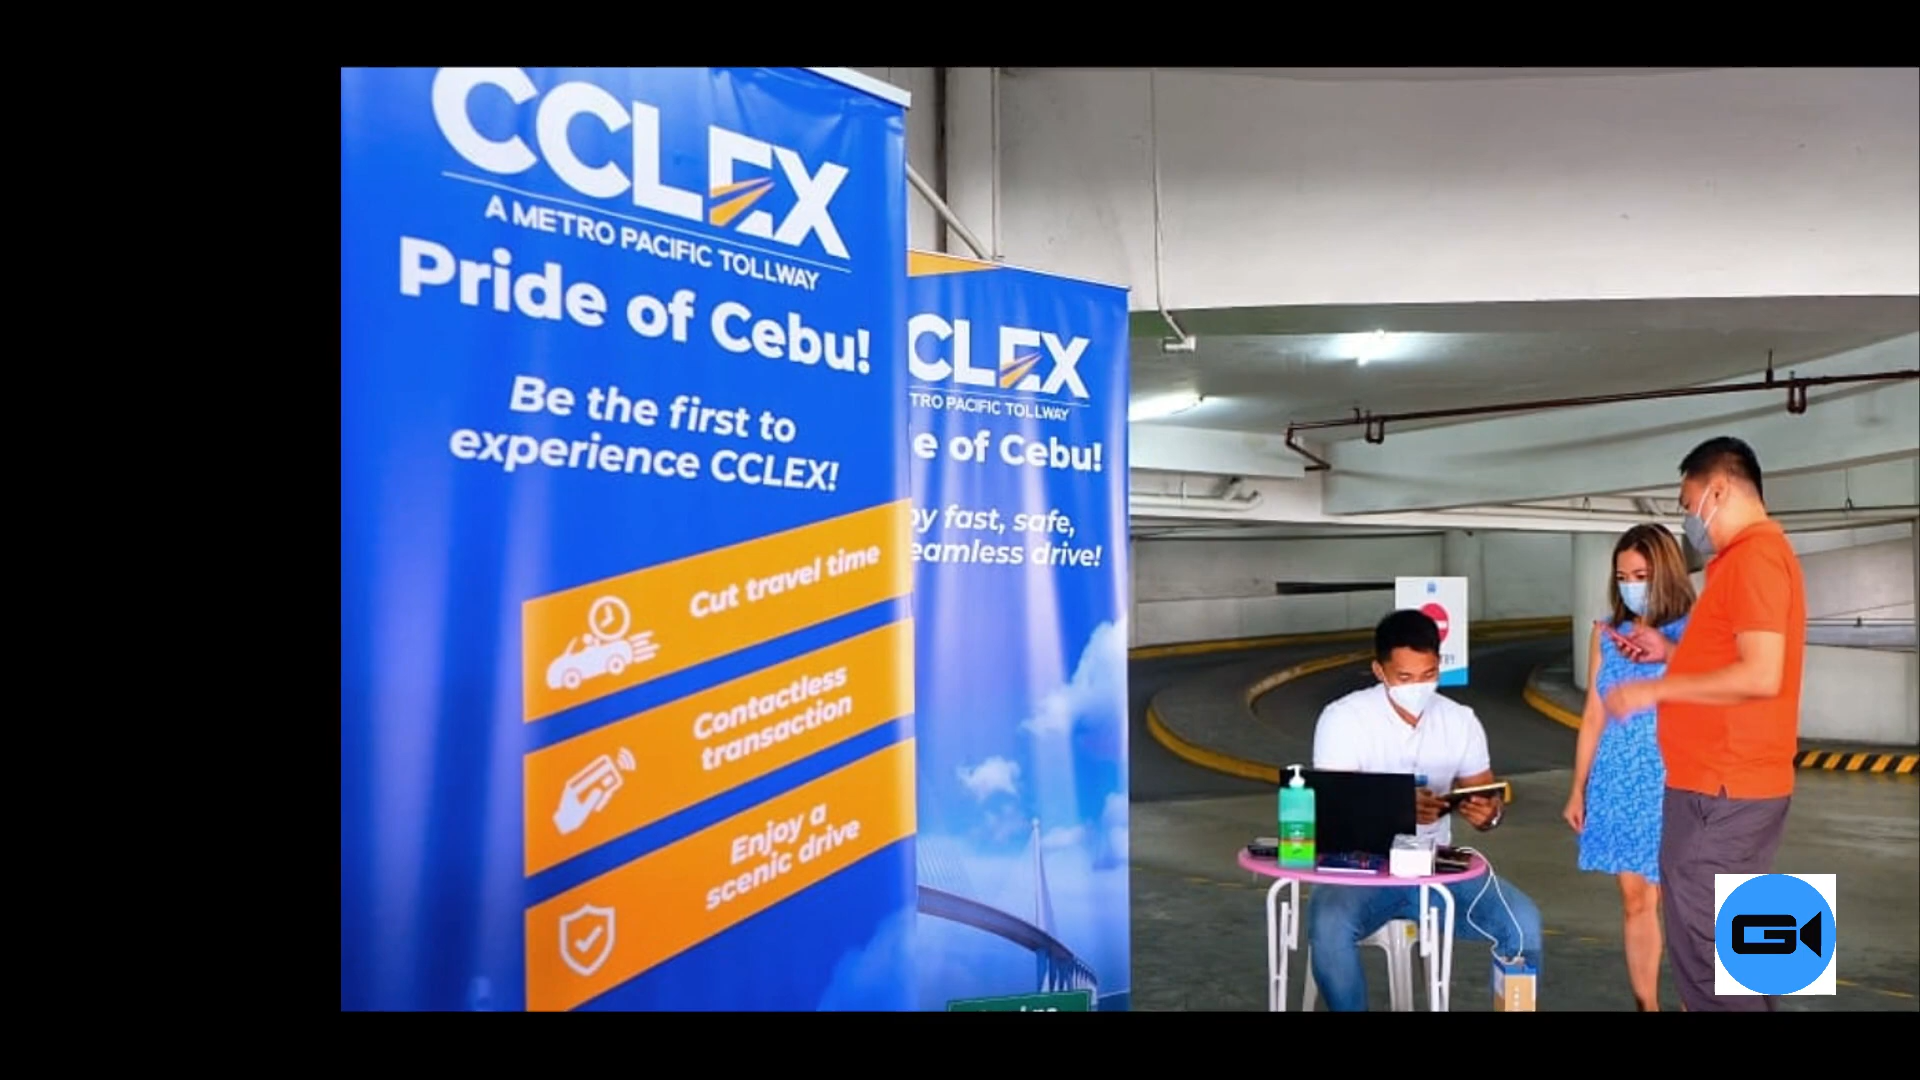 CCLEX
A METRO PACIFIC TOLLWAY
Pride of Cebu!
Be the first to
experience CCLEX!
Cut travel time
Contactless
transaction
Enjoy a
scenic drive
CLEX
TRO PACIFIC TOLLWAY
e of Cebu!
oy fast, safe,
eamless drive!
G